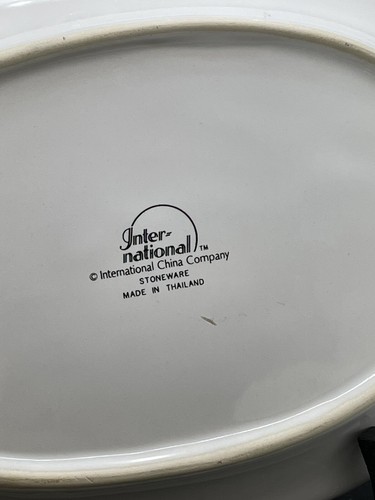 Inter-
national™
© International China Company
STONEWARE
MADE IN THAILAND